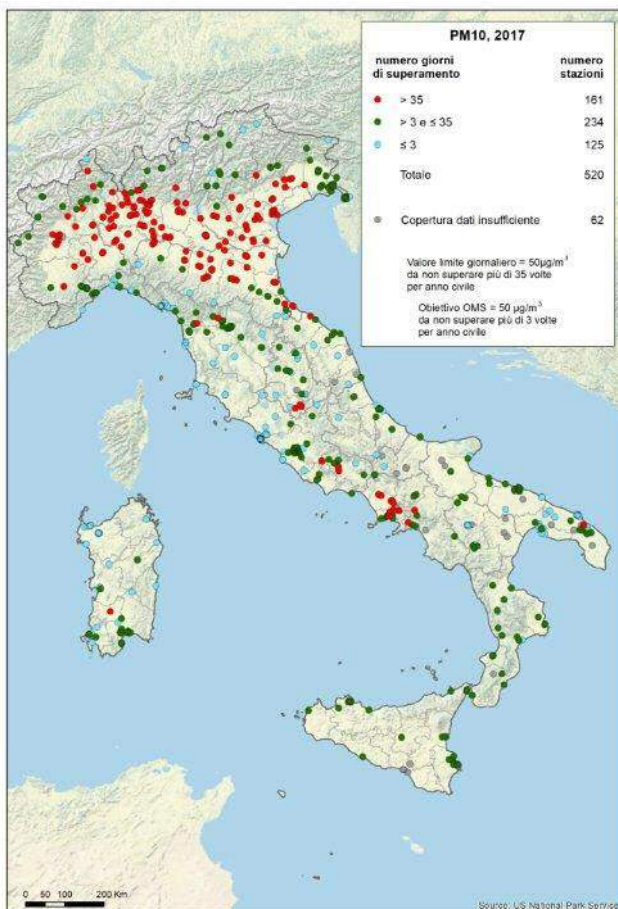 PM10, 2017
numero giorni di superamento numero stazioni
> 35 161
> 3 e ≤ 35 234
≤ 3 125
Totale 520
Copertura dati insufficiente 62
Valore limite giornaliero = 50µg/m³
da non superare più di 35 volte
per anno civile
Obiettivo OMS = 50 µg/m³
da non superare più di 3 volte
per anno civile
0 50 100 200 Km
Source: US National Park Service